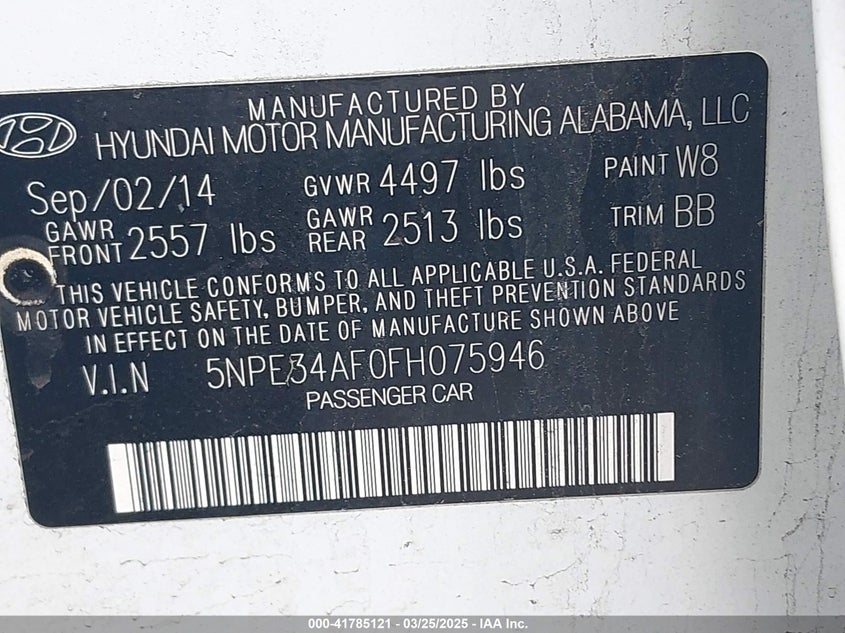 MANUFACTURED BY
HYUNDAI MOTOR MANUFACTURING ALABAMA, LLC
Sep/02/14 GVWR 4497 lbs PAINT W8
GAWR FRONT 2557 lbs GAWR REAR 2513 lbs TRIM BB
THIS VEHICLE CONFORMS TO ALL APPLICABLE U.S.A. FEDERAL
MOTOR VEHICLE SAFETY, BUMPER, AND THEFT PREVENTION STANDARDS
IN EFFECT ON THE DATE OF MANUFACTURE SHOWN ABOVE
V.I.N 5NPE34AF0FH075946
PASSENGER CAR
000-41785121 - 03/25/2025 - IAA Inc.